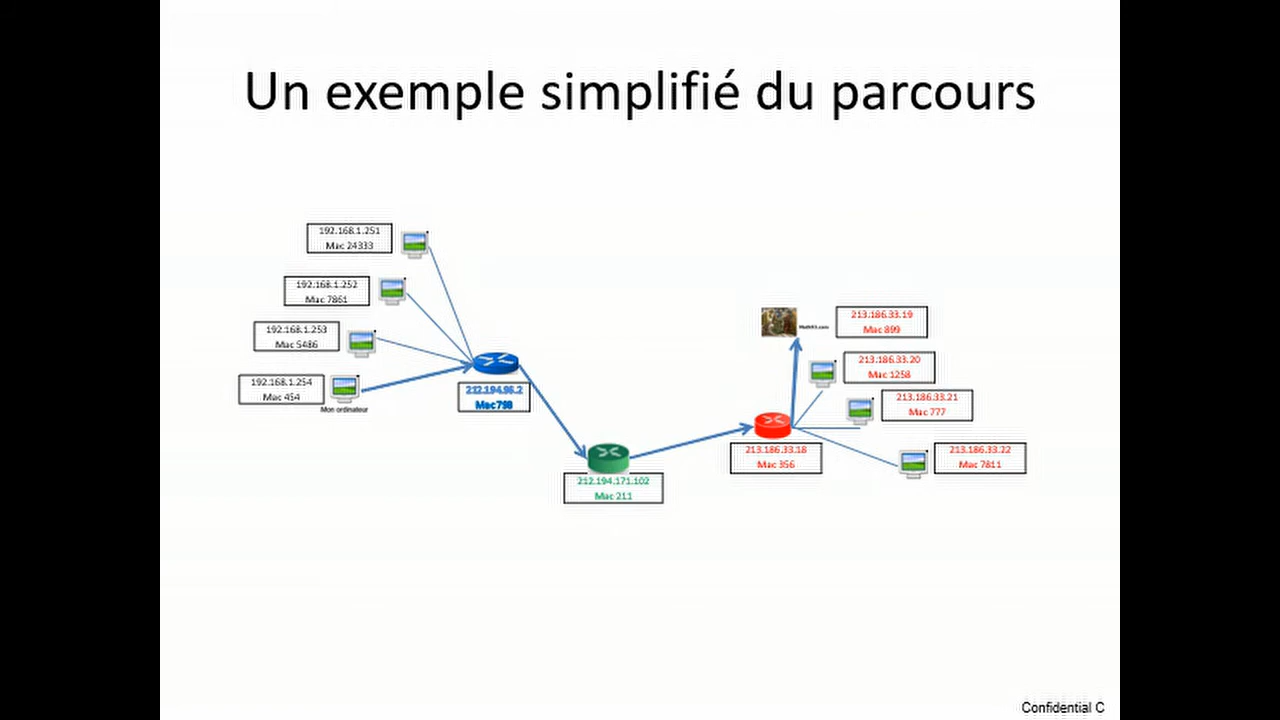 Un exemple simplifié du parcours
192.168.1.251
Mac 24333
192.168.1.252
Mac 7861
192.168.1.253
Mac 5486
192.168.1.254
Mac 454
Mon ordinateur
212.194.96.2
Mac 798
212.194.171.102
Mac 211
213.186.33.18
Mac 356
213.186.33.19
Mac 899
213.186.33.20
Mac 1258
213.186.33.21
Mac 777
213.186.33.22
Mac 7811
Confidential C